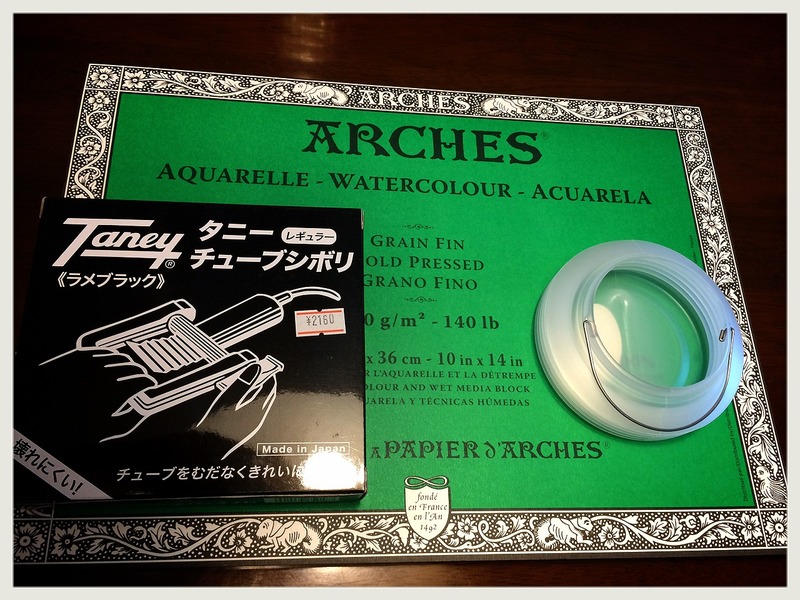 ARCHES
ARCHES®
AQUARELLE - WATERCOLOUR - ACUARELA
GRAIN FIN
OLD PRESSED
GRANO FINO
0 g/m² - 140 lb
x 36 cm - 10 in x 14 in
R L'AQUARELLE ET LA DÉTREMPE
OLOUR AND WET MEDIA BLOCK
UARELA Y TÉCNICAS HÚMEDAS
PAPIER D'ARCHES®
fondé
en France
en l'An
1492
Taney®
タニー レギュラー
チューブシボリ
《ラメブラック》
¥2160
Made in Japan
壊れにくい!
チューブをむだなくきれいに